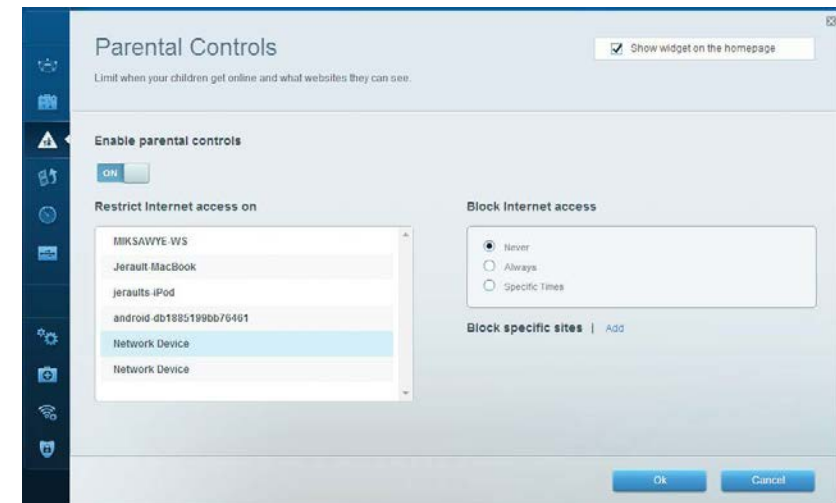 Parental Controls
Show widget on the homepage
Limit when your children get online and what websites they can see.
Enable parental controls
ON
Restrict Internet access on
Block Internet access
MIKSAWYE-WS
Jerault-MacBook
jeraults-iPod
android-db1885199bb76461
Network Device
Network Device
Never
Always
Specific Times
Block specific sites | Add
Ok
Cancel